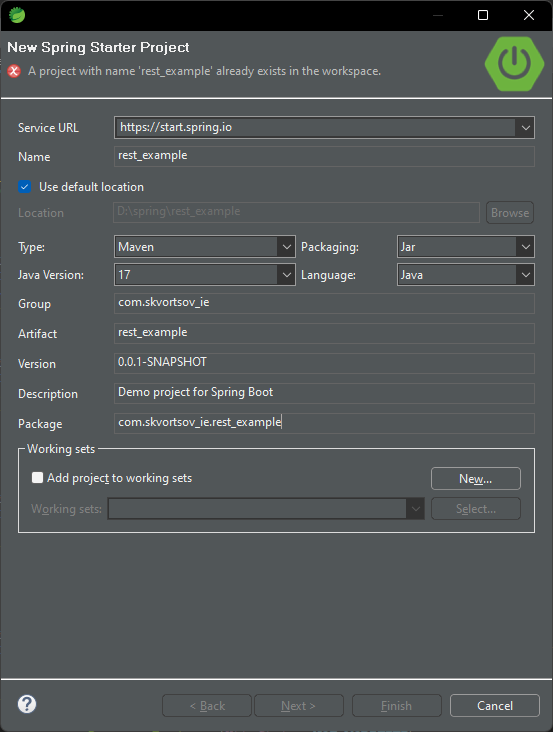 New Spring Starter Project
A project with name 'rest_example' already exists in the workspace.
Service URL https://start.spring.io
Name rest_example
Use default location
Location D:\spring\rest_example Browse
Type: Maven Packaging: Jar
Java Version: 17 Language: Java
Group com.skvortsov_ie
Artifact rest_example
Version 0.0.1-SNAPSHOT
Description Demo project for Spring Boot
Package com.skvortsov_ie.rest_example
Working sets
Add project to working sets New...
Working sets: Select...
? < Back Next > Finish Cancel